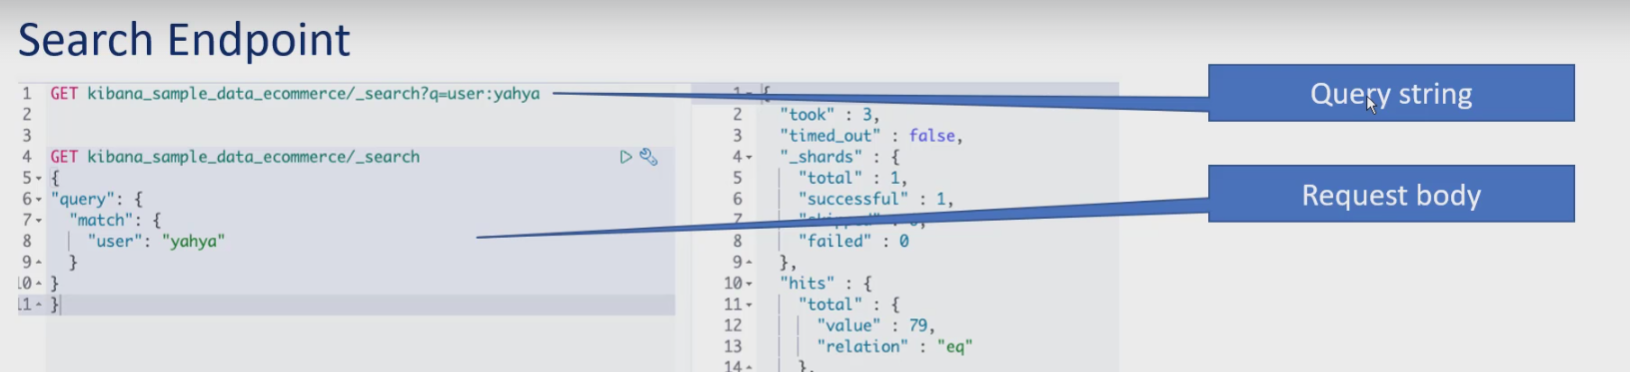 Search Endpoint
1 GET kibana_sample_data_ecommerce/_search?q=user:yahya
2
3
4 GET kibana_sample_data_ecommerce/_search
5 {
6 "query": {
7 "match": {
8 "user": "yahya"
9 }
10 }
11 }
1 {
2 "took" : 3,
3 "timed_out" : false,
4 "_shards" : {
5 "total" : 1,
6 "successful" : 1,
7
8 "failed" : 0
9 },
10 "hits" : {
11 "total" : {
12 "value" : 79,
13 "relation" : "eq"
14 },
Query string
Request body